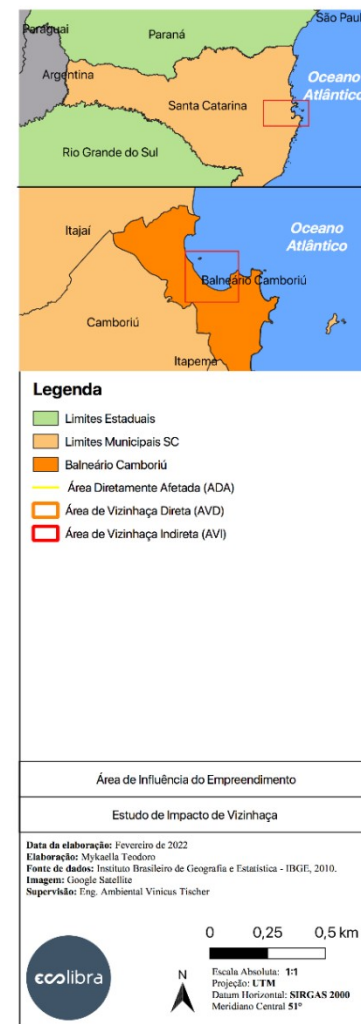 São Paul
Paraguai
Paraná
Argentina
Oceano
Atlântico
Santa Catarina
Rio Grande do Sul
Itajaí
Oceano
Atlântico
Balneário Camboriú
Camboriú
Itapema
Legenda
Limites Estaduais
Limites Municipais SC
Balneário Camboriú
Área Diretamente Afetada (ADA)
Área de Vizinhaça Direta (AVD)
Área de Vizinhaça Indireta (AVI)
Área de Influência do Empreendimento
Estudo de Impacto de Vizinhaça
Data da elaboração: Fevereiro de 2022
Elaboração: Mykaella Teodoro
Fonte de dados: Instituto Brasileiro de Geografia e Estatística - IBGE, 2010.
Imagem: Google Satellite
Supervisão: Eng. Ambiental Vinicus Tischer
0 0,25 0,5 km
ecolibra
N
Escala Absoluta: 1:1
Projeção: UTM
Datum Horizontal: SIRGAS 2000
Meridiano Central 51°